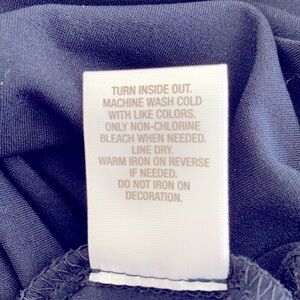 TURN INSIDE OUT.
MACHINE WASH COLD
WITH LIKE COLORS.
ONLY NON-CHLORINE
BLEACH WHEN NEEDED.
LINE DRY.
WARM IRON ON REVERSE
IF NEEDED.
DO NOT IRON ON
DECORATION.